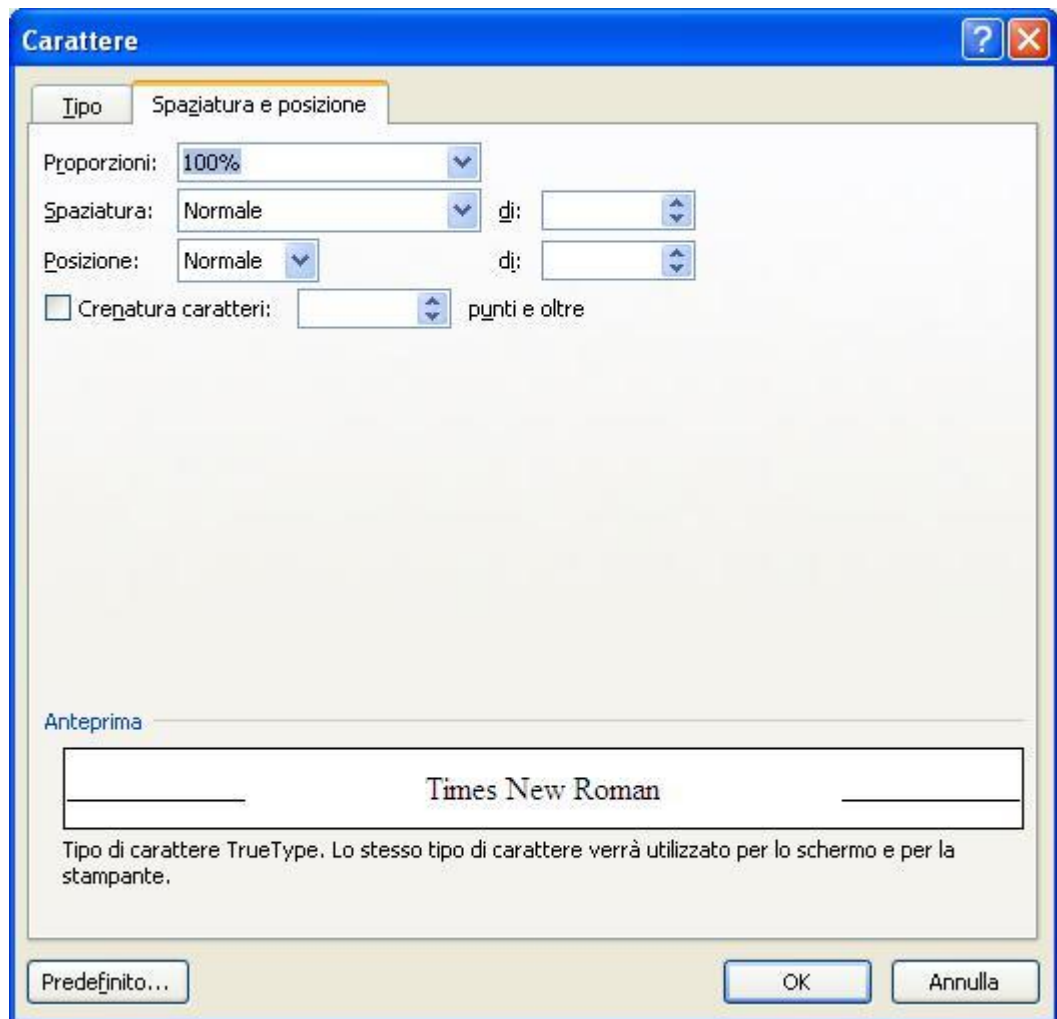 Carattere
Tipo Spaziatura e posizione
Proporzioni: 100%
Spaziatura: Normale di:
Posizione: Normale di:
Crenatura caratteri: punti e oltre
Anteprima
Times New Roman
Tipo di carattere TrueType. Lo stesso tipo di carattere verrà utilizzato per lo schermo e per la
stampante.
Predefinito... OK Annulla